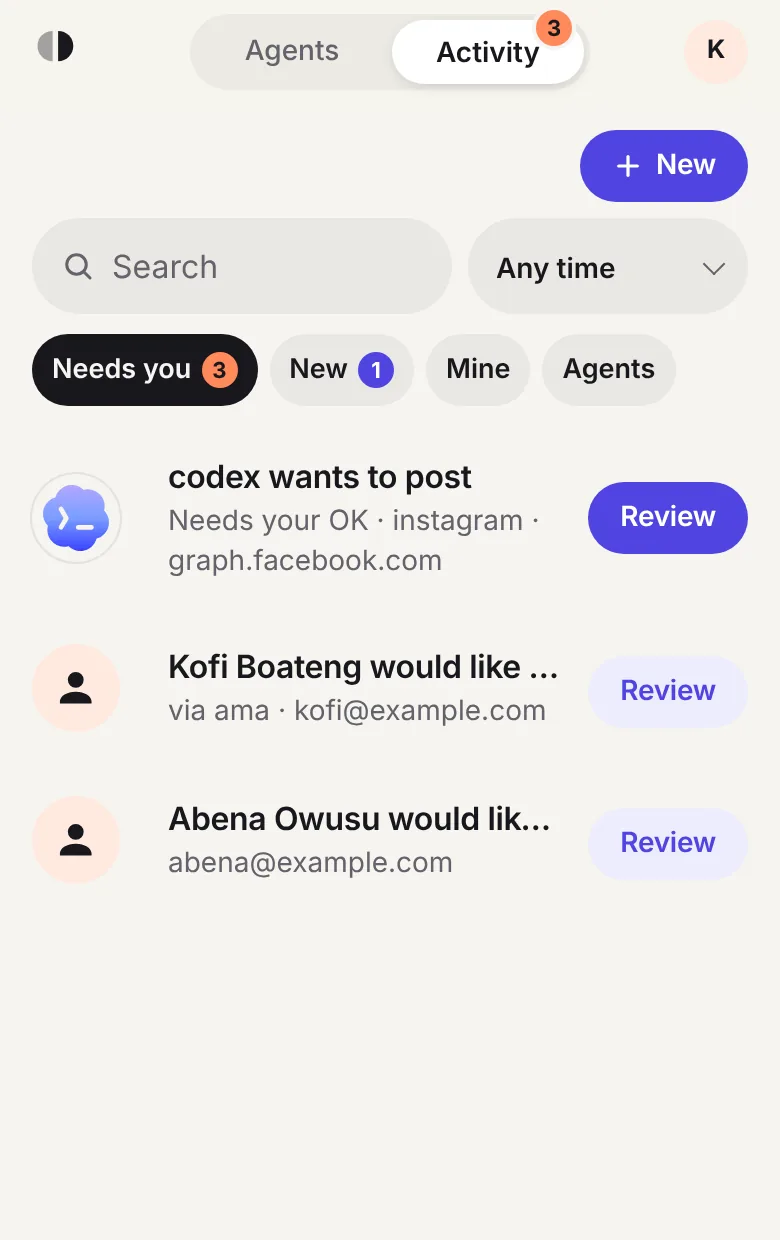 Agents
Activity
3
K
+ New
Search
Any time
Needs you 3
New 1
Mine
Agents
codex wants to post
Needs your OK · instagram ·
graph.facebook.com
Review
Kofi Boateng would like ...
via ama · kofi@example.com
Review
Abena Owusu would lik...
abena@example.com
Review